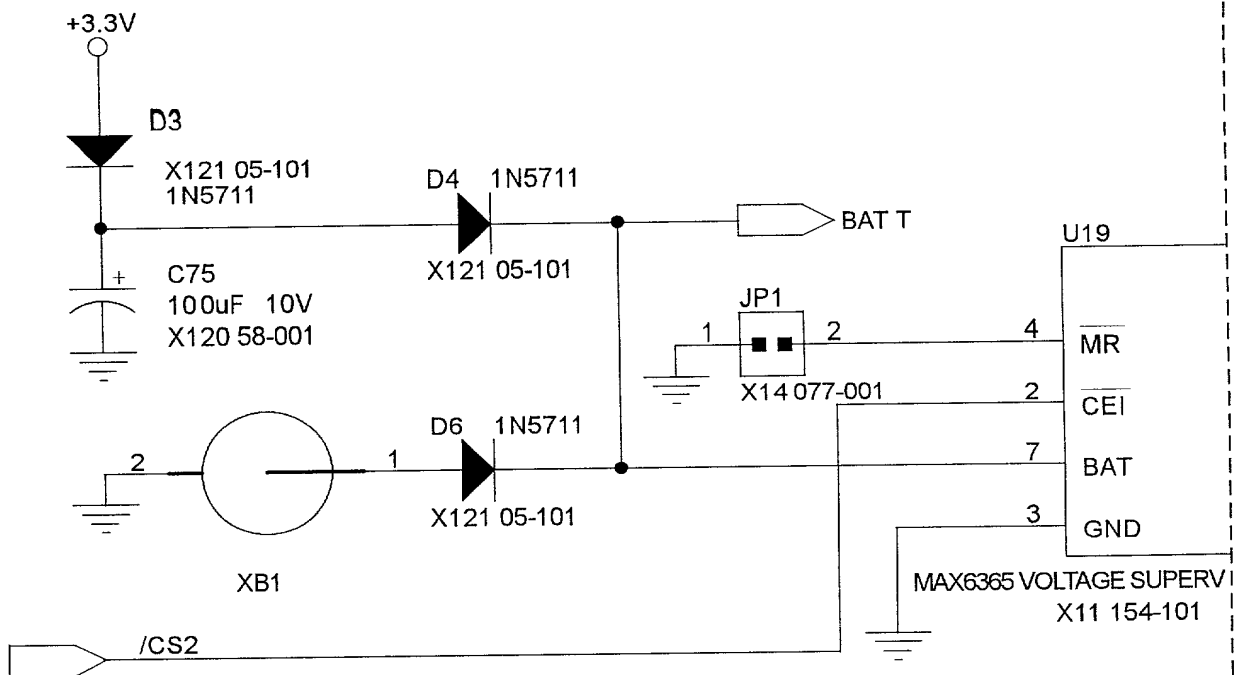 +3.3V
D3
X121 05-101
1N5711
D4 1N5711
X121 05-101
BAT T
+
C75
100uF 10V
X120 58-001
U19
JP1
1 2
X14 077-001
4 MR
2 CEI
7 BAT
3 GND
D6 1N5711
2 1
X121 05-101
XB1
MAX6365 VOLTAGE SUPERV
X11 154-101
/CS2